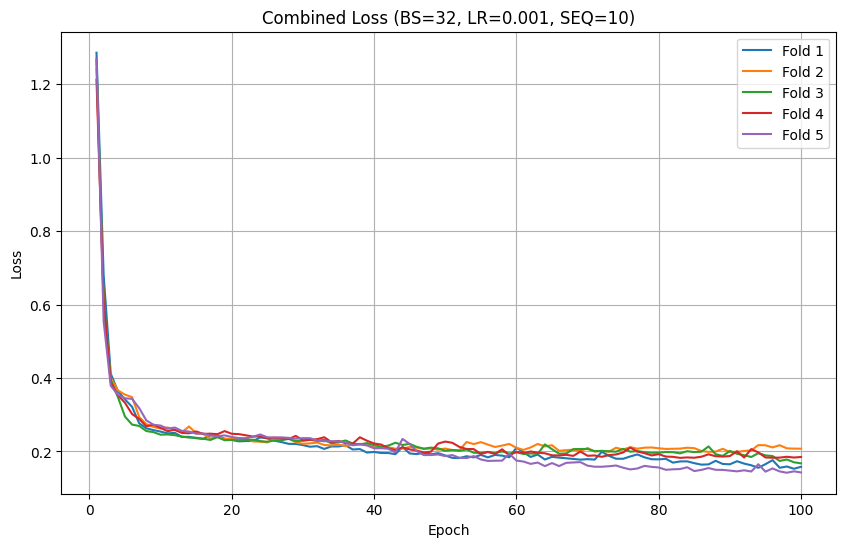 Combined Loss (BS=32, LR=0.001, SEQ=10)
Fold 1
Fold 2
Fold 3
Fold 4
Fold 5
Loss
1.2
1.0
0.8
0.6
0.4
0.2
0 20 40 60 80 100
Epoch